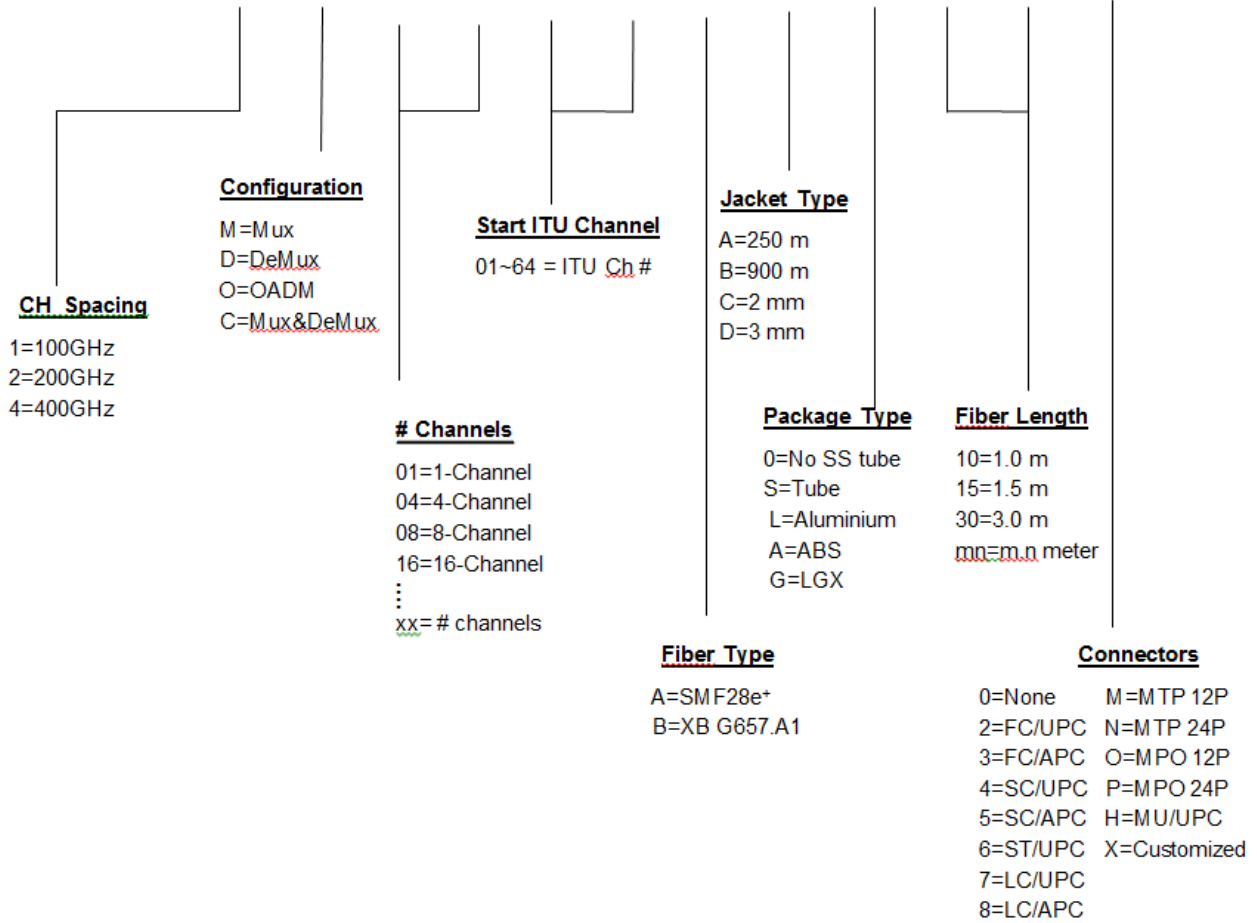 Configuration
M=Mux
D=DeMux
O=OADM
C=Mux&DeMux
Start ITU Channel
01~64 = ITU Ch #
Jacket Type
A=250 m
B=900 m
C=2 mm
D=3 mm
CH Spacing
1=100GHz
2=200GHz
4=400GHz
# Channels
01=1-Channel
04=4-Channel
08=8-Channel
16=16-Channel
⋮
xx= # channels
Package Type
0=No SS tube
S=Tube
L=Aluminium
A=ABS
G=LGX
Fiber Length
10=1.0 m
15=1.5 m
30=3.0 m
mn=m.n meter
Fiber Type
A=SMF28e⁺
B=XB G657.A1
Connectors
0=None M=MTP 12P
2=FC/UPC N=MTP 24P
3=FC/APC O=MPO 12P
4=SC/UPC P=MPO 24P
5=SC/APC H=MU/UPC
6=ST/UPC X=Customized
7=LC/UPC
8=LC/APC